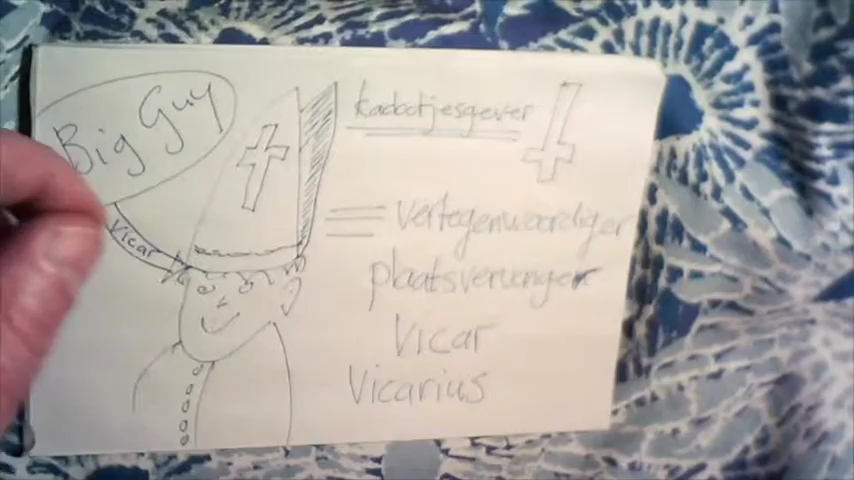 Big Guy
Vicar
kadootjesgever
= vertegenwoordiger
plaatsvervanger
Vicar
Vicarius